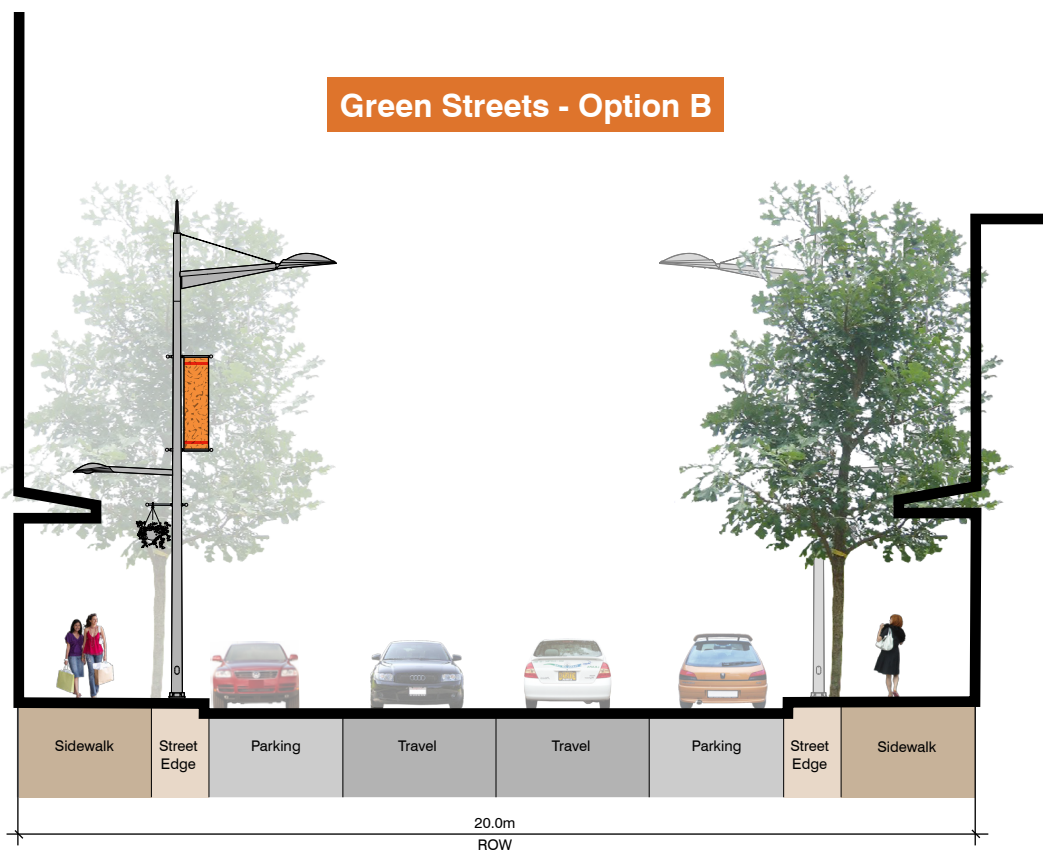 Green Streets - Option B
Sidewalk
Street
Edge
Parking
Travel
Travel
Parking
Street
Edge
Sidewalk
20.0m
ROW